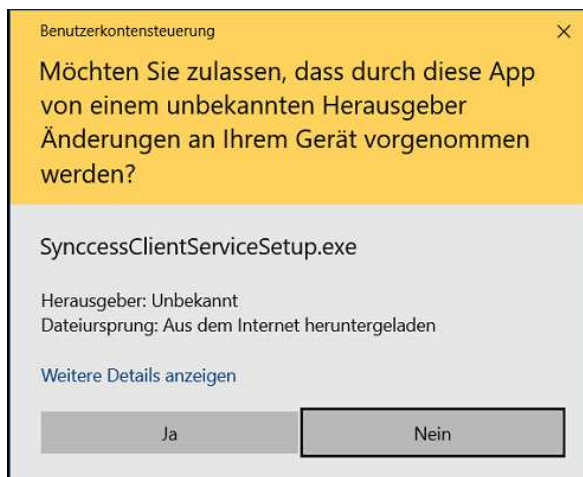 Benutzerkontensteuerung
Möchten Sie zulassen, dass durch diese App
von einem unbekannten Herausgeber
Änderungen an Ihrem Gerät vorgenommen
werden?
SynccessClientServiceSetup.exe
Herausgeber: Unbekannt
Dateiursprung: Aus dem Internet heruntergeladen
Weitere Details anzeigen
Ja
Nein